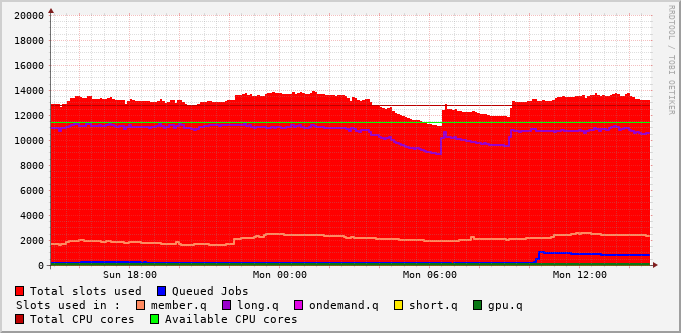 20000
18000
16000
14000
12000
10000
8000
6000
4000
2000
0
Sun 18:00 Mon 00:00 Mon 06:00 Mon 12:00
RRDTOOL / TOBI OETIKER
Total slots used Queued Jobs
Slots used in : member.q long.q ondemand.q short.q gpu.q
Total CPU cores Available CPU cores